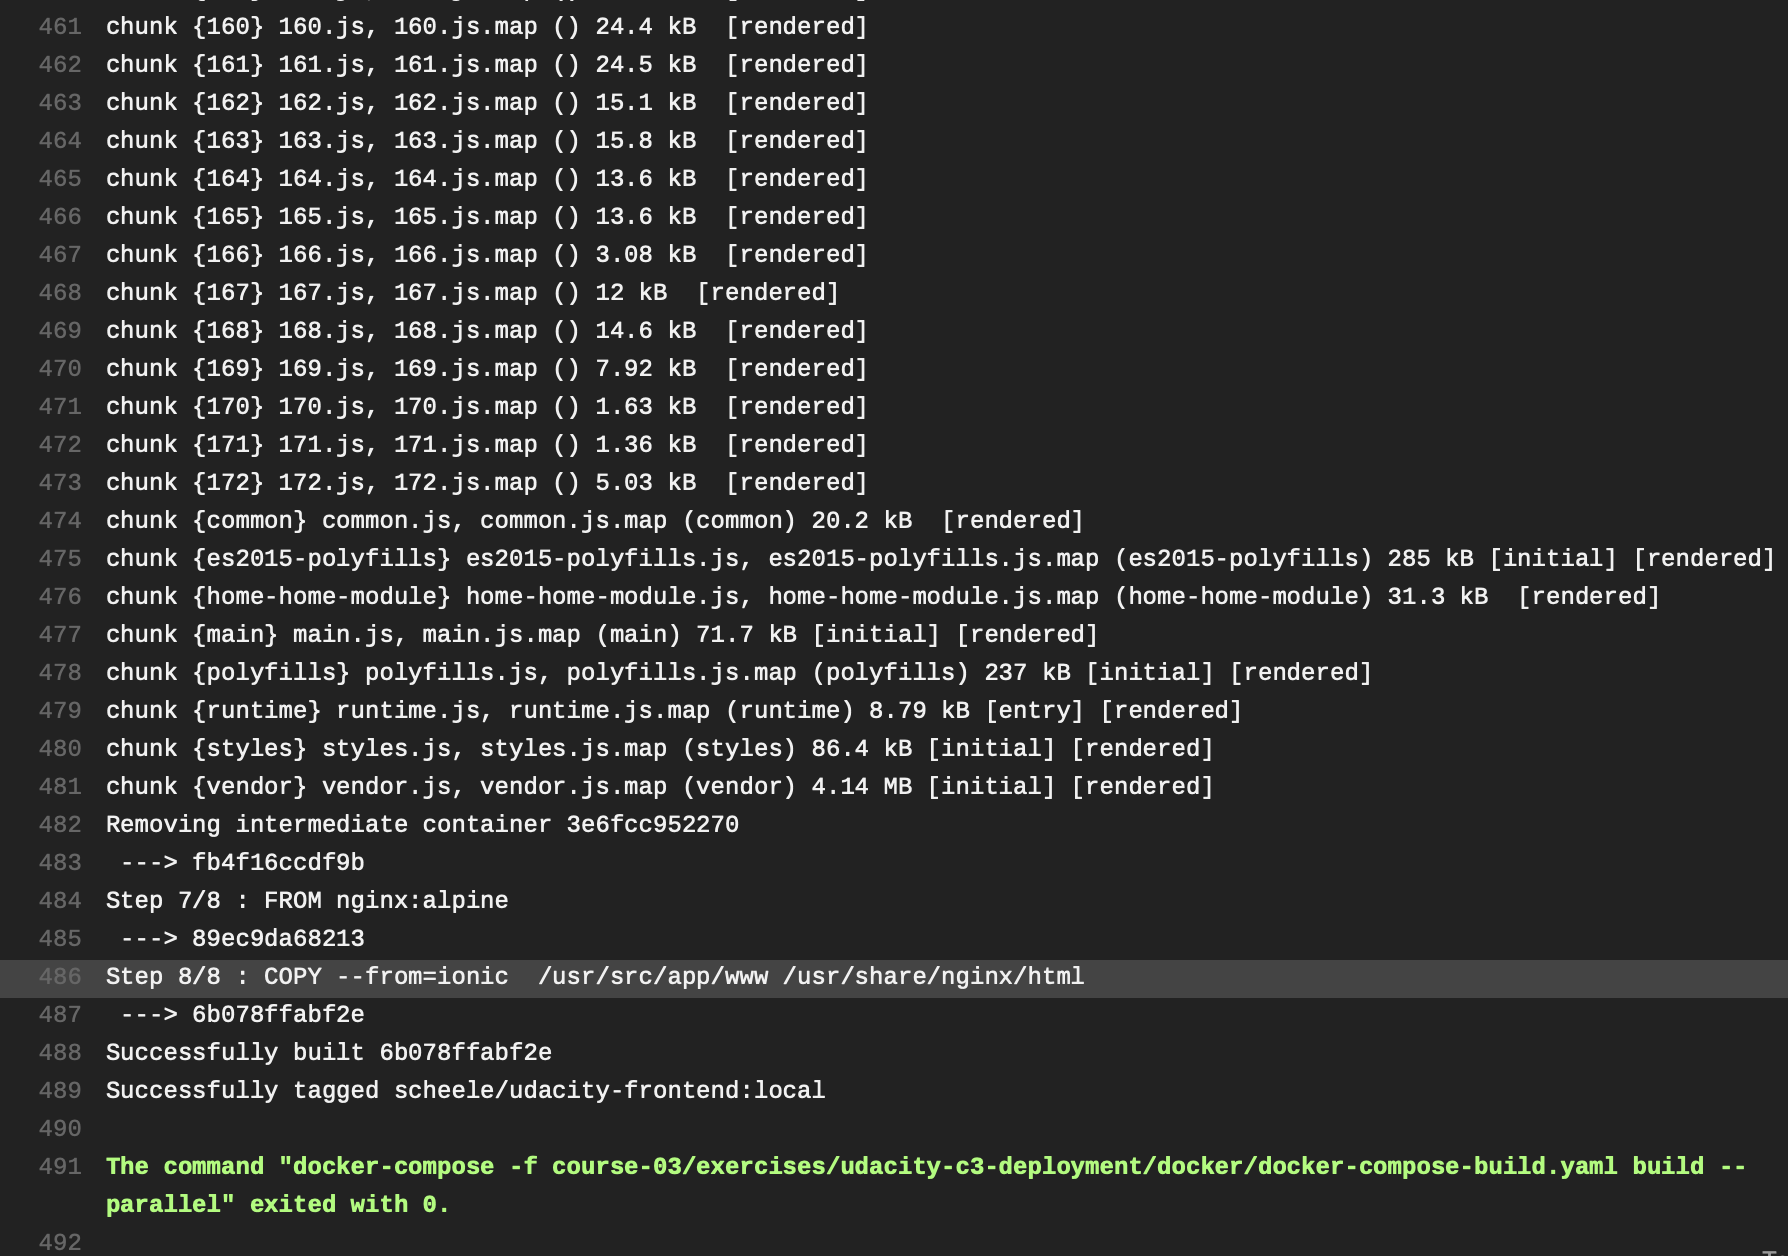 461 chunk {160} 160.js, 160.js.map () 24.4 kB  [rendered]
462 chunk {161} 161.js, 161.js.map () 24.5 kB  [rendered]
463 chunk {162} 162.js, 162.js.map () 15.1 kB  [rendered]
464 chunk {163} 163.js, 163.js.map () 15.8 kB  [rendered]
465 chunk {164} 164.js, 164.js.map () 13.6 kB  [rendered]
466 chunk {165} 165.js, 165.js.map () 13.6 kB  [rendered]
467 chunk {166} 166.js, 166.js.map () 3.08 kB  [rendered]
468 chunk {167} 167.js, 167.js.map () 12 kB  [rendered]
469 chunk {168} 168.js, 168.js.map () 14.6 kB  [rendered]
470 chunk {169} 169.js, 169.js.map () 7.92 kB  [rendered]
471 chunk {170} 170.js, 170.js.map () 1.63 kB  [rendered]
472 chunk {171} 171.js, 171.js.map () 1.36 kB  [rendered]
473 chunk {172} 172.js, 172.js.map () 5.03 kB  [rendered]
474 chunk {common} common.js, common.js.map (common) 20.2 kB  [rendered]
475 chunk {es2015-polyfills} es2015-polyfills.js, es2015-polyfills.js.map (es2015-polyfills) 285 kB [initial] [rendered]
476 chunk {home-home-module} home-home-module.js, home-home-module.js.map (home-home-module) 31.3 kB  [rendered]
477 chunk {main} main.js, main.js.map (main) 71.7 kB [initial] [rendered]
478 chunk {polyfills} polyfills.js, polyfills.js.map (polyfills) 237 kB [initial] [rendered]
479 chunk {runtime} runtime.js, runtime.js.map (runtime) 8.79 kB [entry] [rendered]
480 chunk {styles} styles.js, styles.js.map (styles) 86.4 kB [initial] [rendered]
481 chunk {vendor} vendor.js, vendor.js.map (vendor) 4.14 MB [initial] [rendered]
482 Removing intermediate container 3e6fcc952270
483  ---> fb4f16ccdf9b
484 Step 7/8 : FROM nginx:alpine
485  ---> 89ec9da68213
486 Step 8/8 : COPY --from=ionic  /usr/src/app/www /usr/share/nginx/html
487  ---> 6b078ffabf2e
488 Successfully built 6b078ffabf2e
489 Successfully tagged scheele/udacity-frontend:local
490
491 The command "docker-compose -f course-03/exercises/udacity-c3-deployment/docker/docker-compose-build.yaml build --
parallel" exited with 0.
492